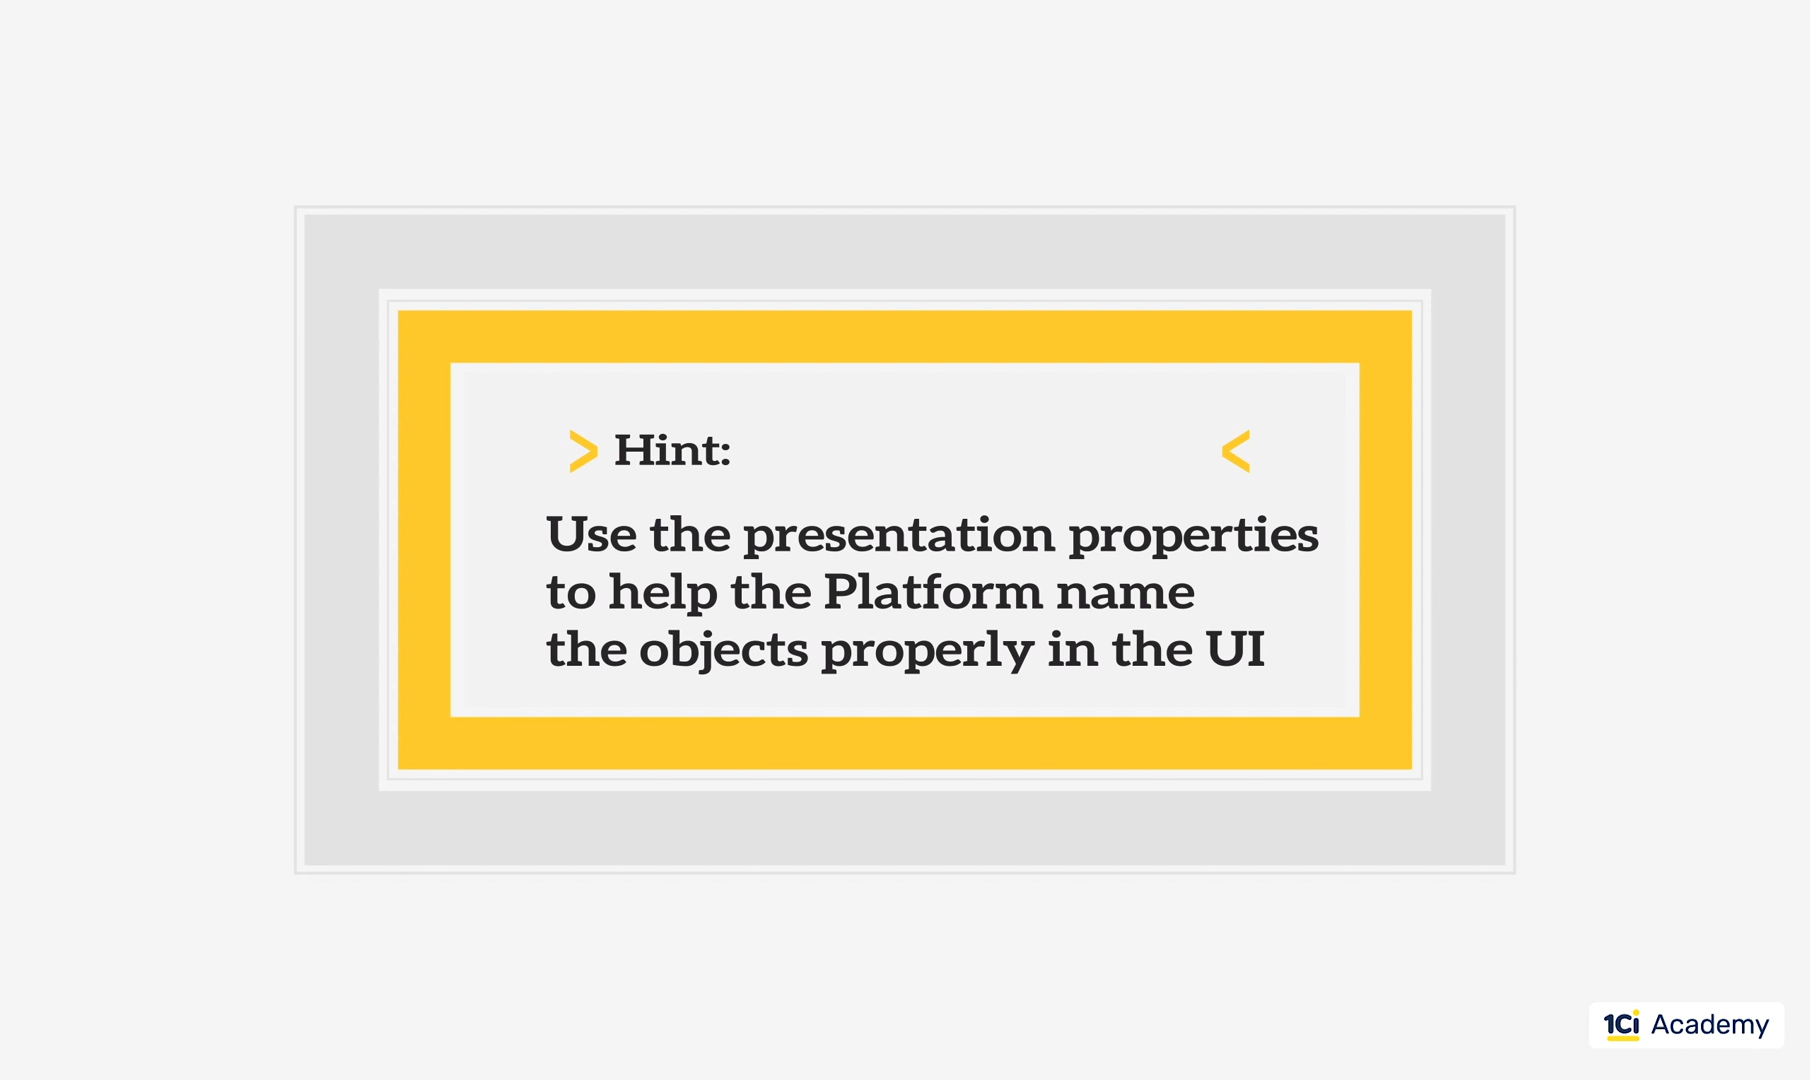 > Hint: <
Use the presentation properties
to help the Platform name
the objects properly in the UI
1Ci Academy